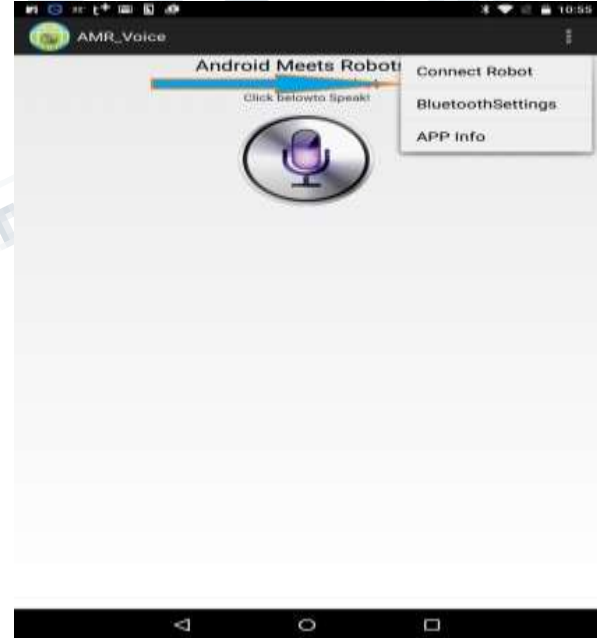 10:55
AMR_Voice
Android Meets Robot
Connect Robot
Click belowto Speak!
BluetoothSettings
APP Info